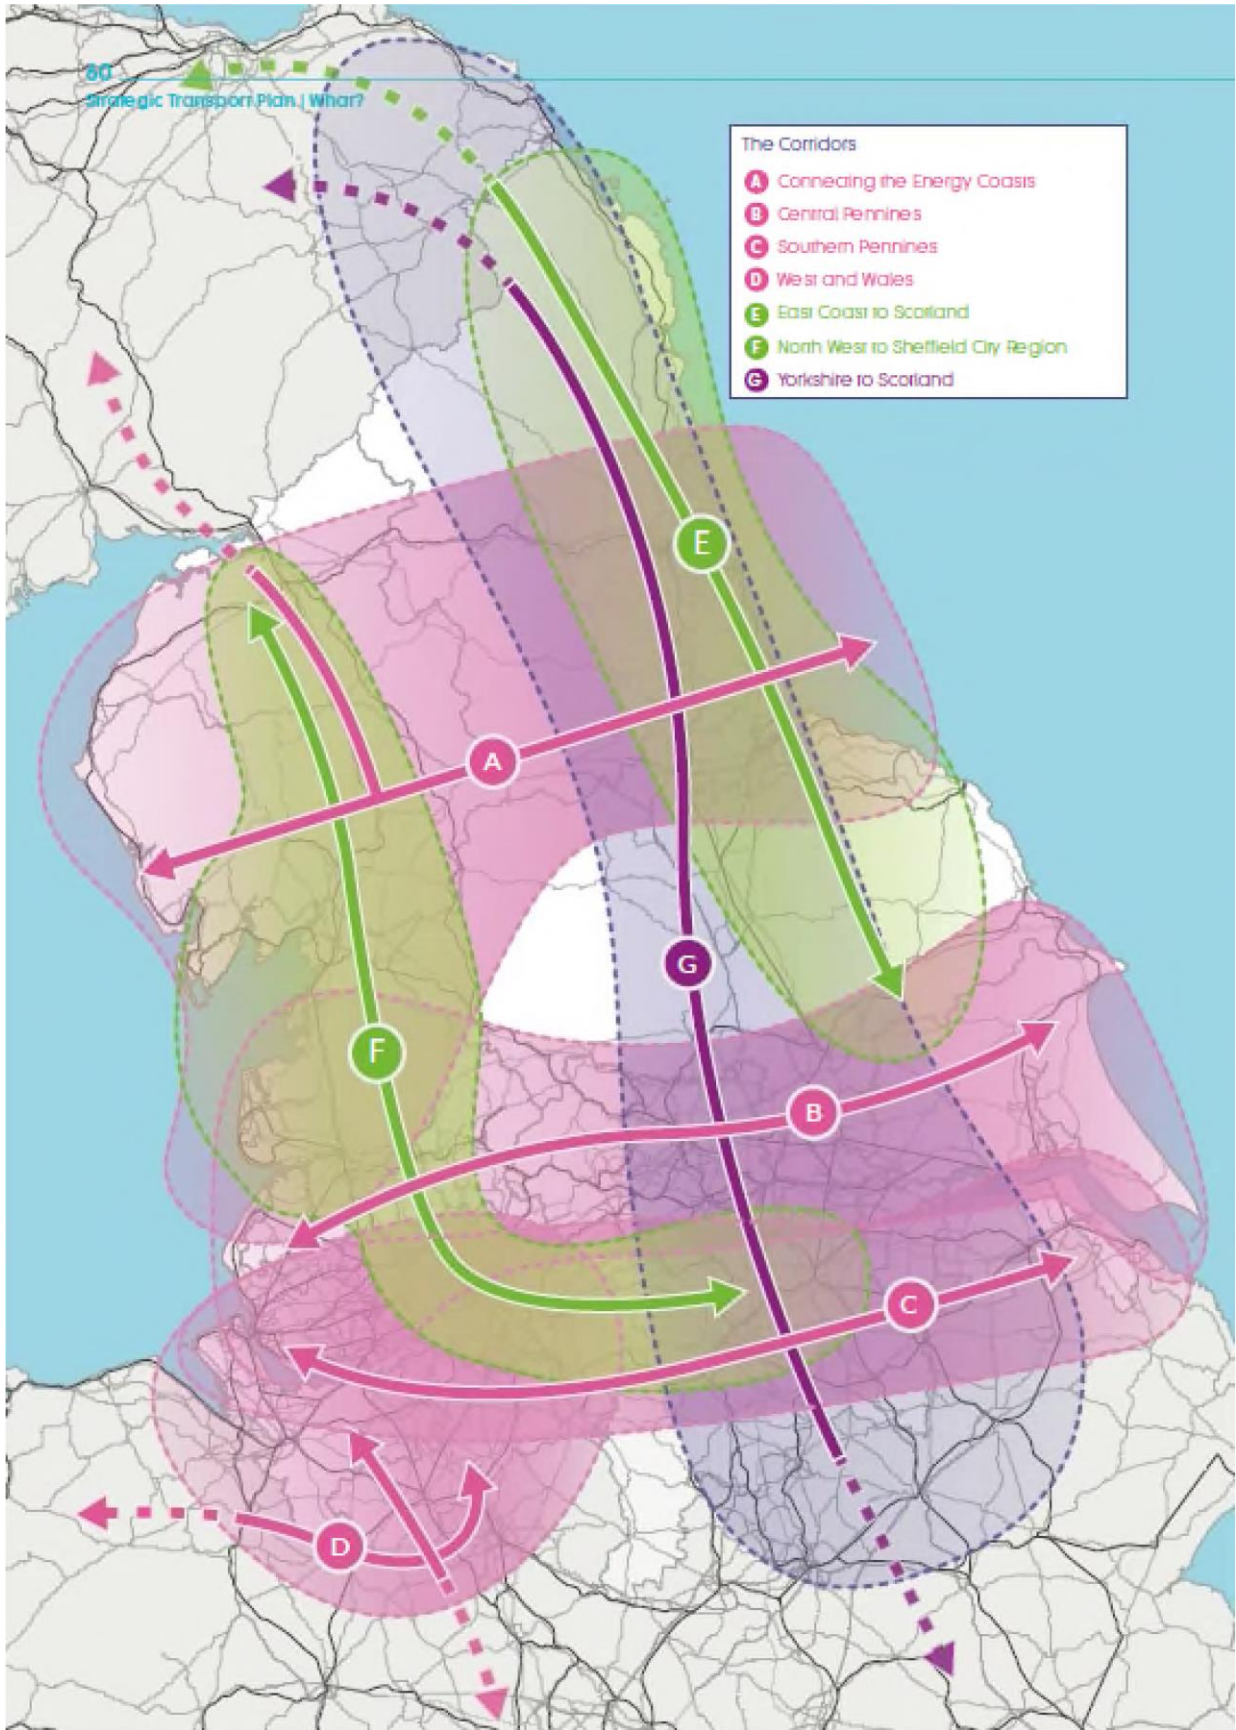 60
Strategic Transport Plan | What?
The Corridors
A Connecting the Energy Coasts
B Central Pennines
C Southern Pennines
D West and Wales
E East Coast to Scotland
F North West to Sheffield City Region
G Yorkshire to Scotland
E
A
G
F
B
C
D